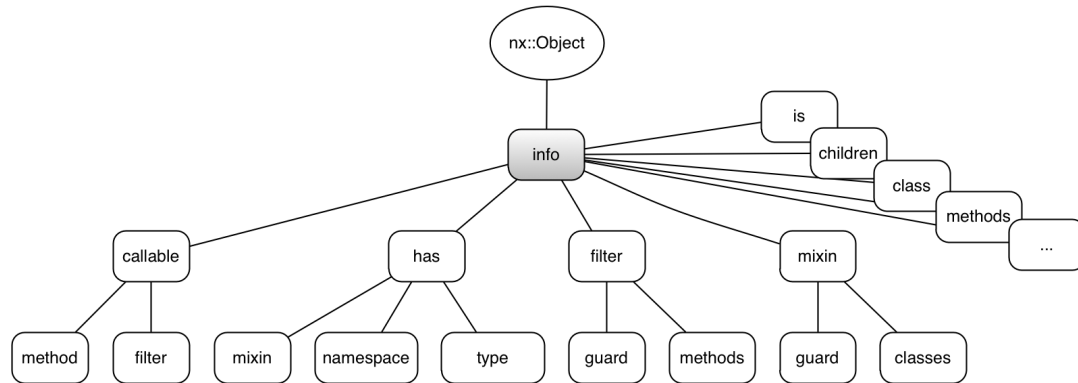 nx::Object
is
info
children
class
methods
...
callable
has
filter
mixin
method
filter
mixin
namespace
type
guard
methods
guard
classes